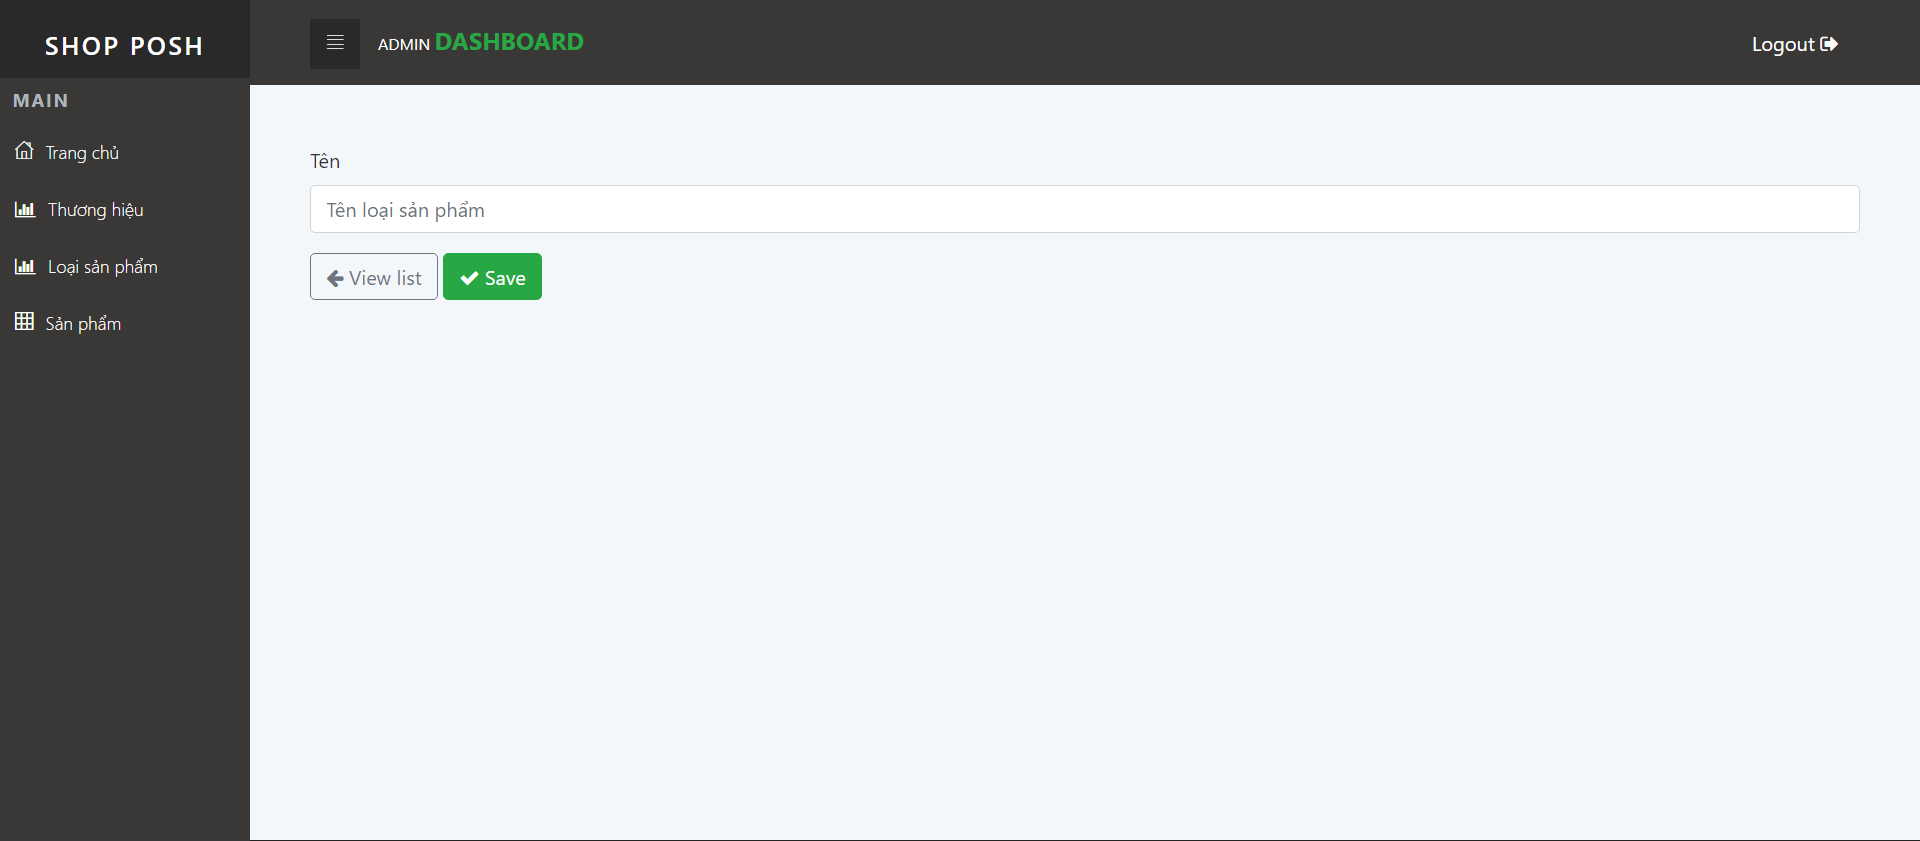 SHOP POSH
ADMIN DASHBOARD
Logout
MAIN
Trang chủ
Thương hiệu
Loại sản phẩm
Sản phẩm
Tên
Tên loại sản phẩm
View list
Save